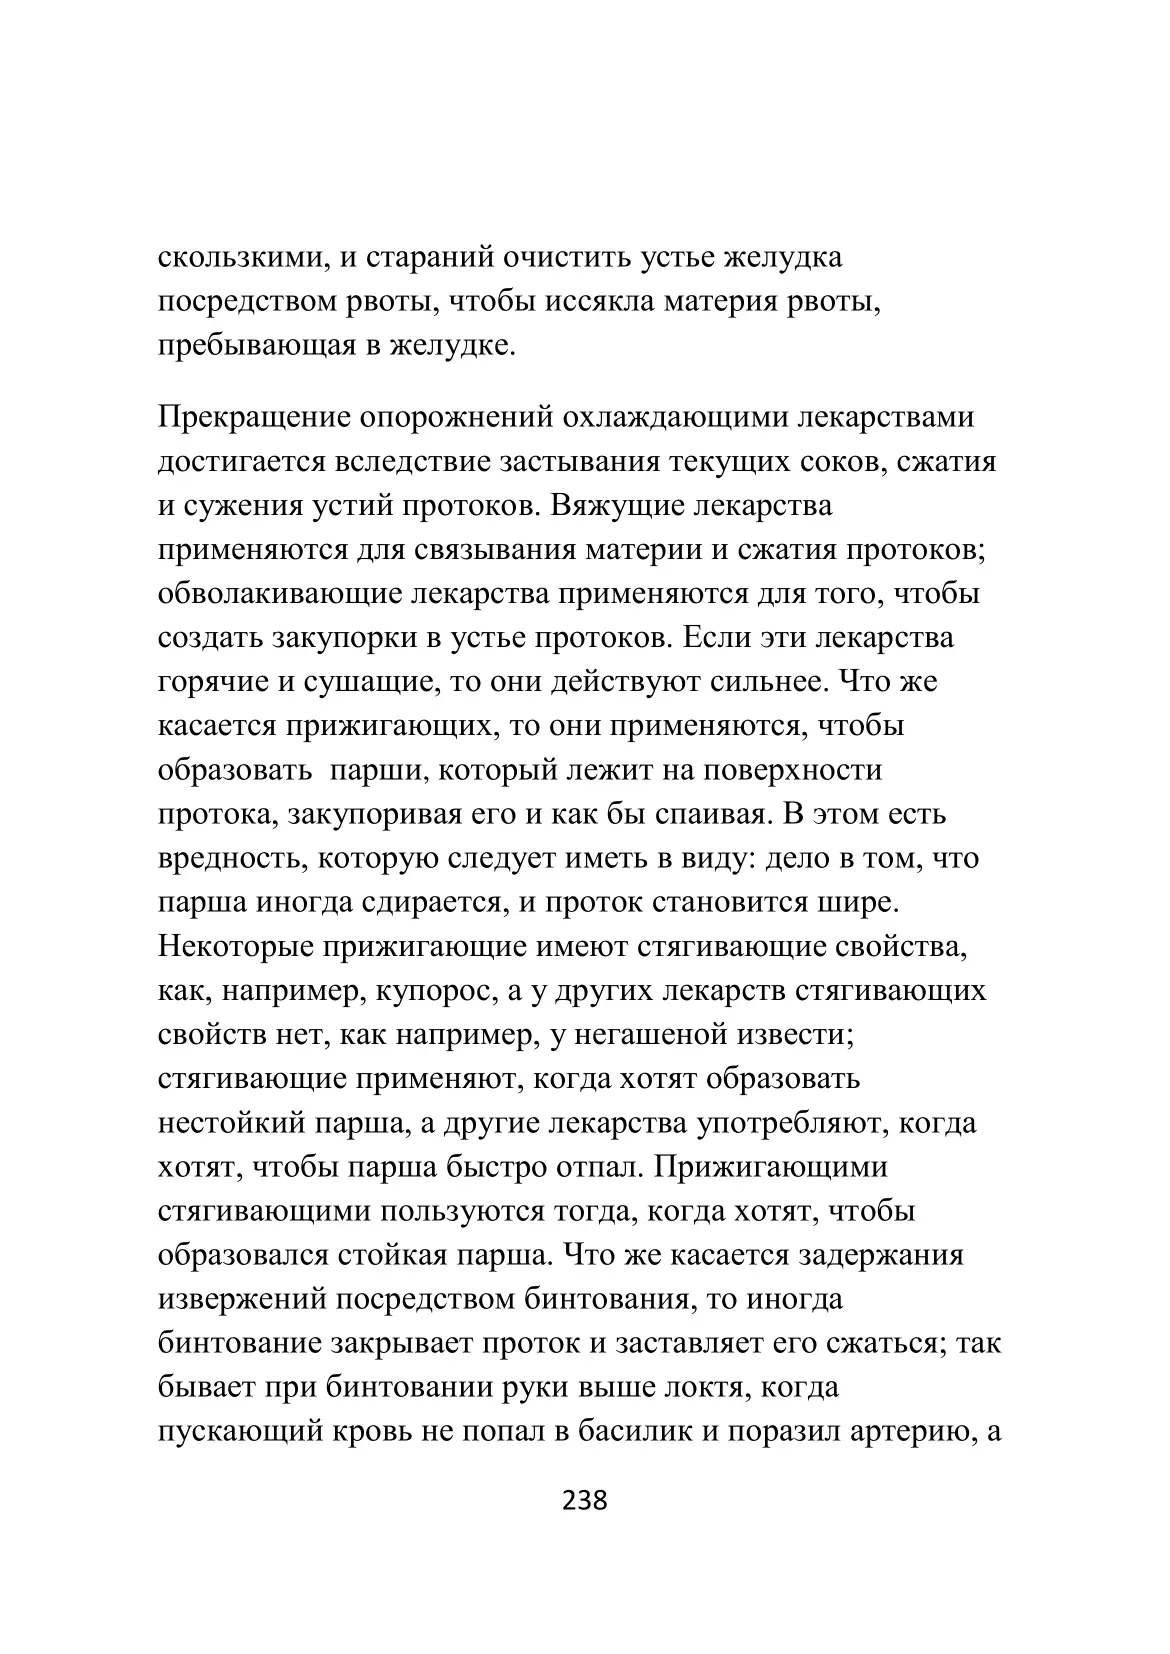 скользкими, и стараний очистить устье желудка
посредством рвоты, чтобы иссякла материя рвоты,
пребывающая в желудке.
Прекращение опорожнений охлаждающими лекарствами
достигается вследствие застывания текущих соков, сжатия
и сужения устий протоков. Вяжущие лекарства
применяются для связывания материи и сжатия протоков;
обволакивающие лекарства применяются для того, чтобы
создать закупорки в устье протоков. Если эти лекарства
горячие и сушащие, то они действуют сильнее. Что же
касается прижигающих, то они применяются, чтобы
образовать  парши, который лежит на поверхности
протока, закупоривая его и как бы спаивая. В этом есть
вредность, которую следует иметь в виду: дело в том, что
парша иногда сдирается, и проток становится шире.
Некоторые прижигающие имеют стягивающие свойства,
как, например, купорос, а у других лекарств стягивающих
свойств нет, как например, у негашеной извести;
стягивающие применяют, когда хотят образовать
нестойкий парша, а другие лекарства употребляют, когда
хотят, чтобы парша быстро отпал. Прижигающими
стягивающими пользуются тогда, когда хотят, чтобы
образовался стойкая парша. Что же касается задержания
извержений посредством бинтования, то иногда
бинтование закрывает проток и заставляет его сжаться; так
бывает при бинтовании руки выше локтя, когда
пускающий кровь не попал в басилик и поразил артерию, а
238